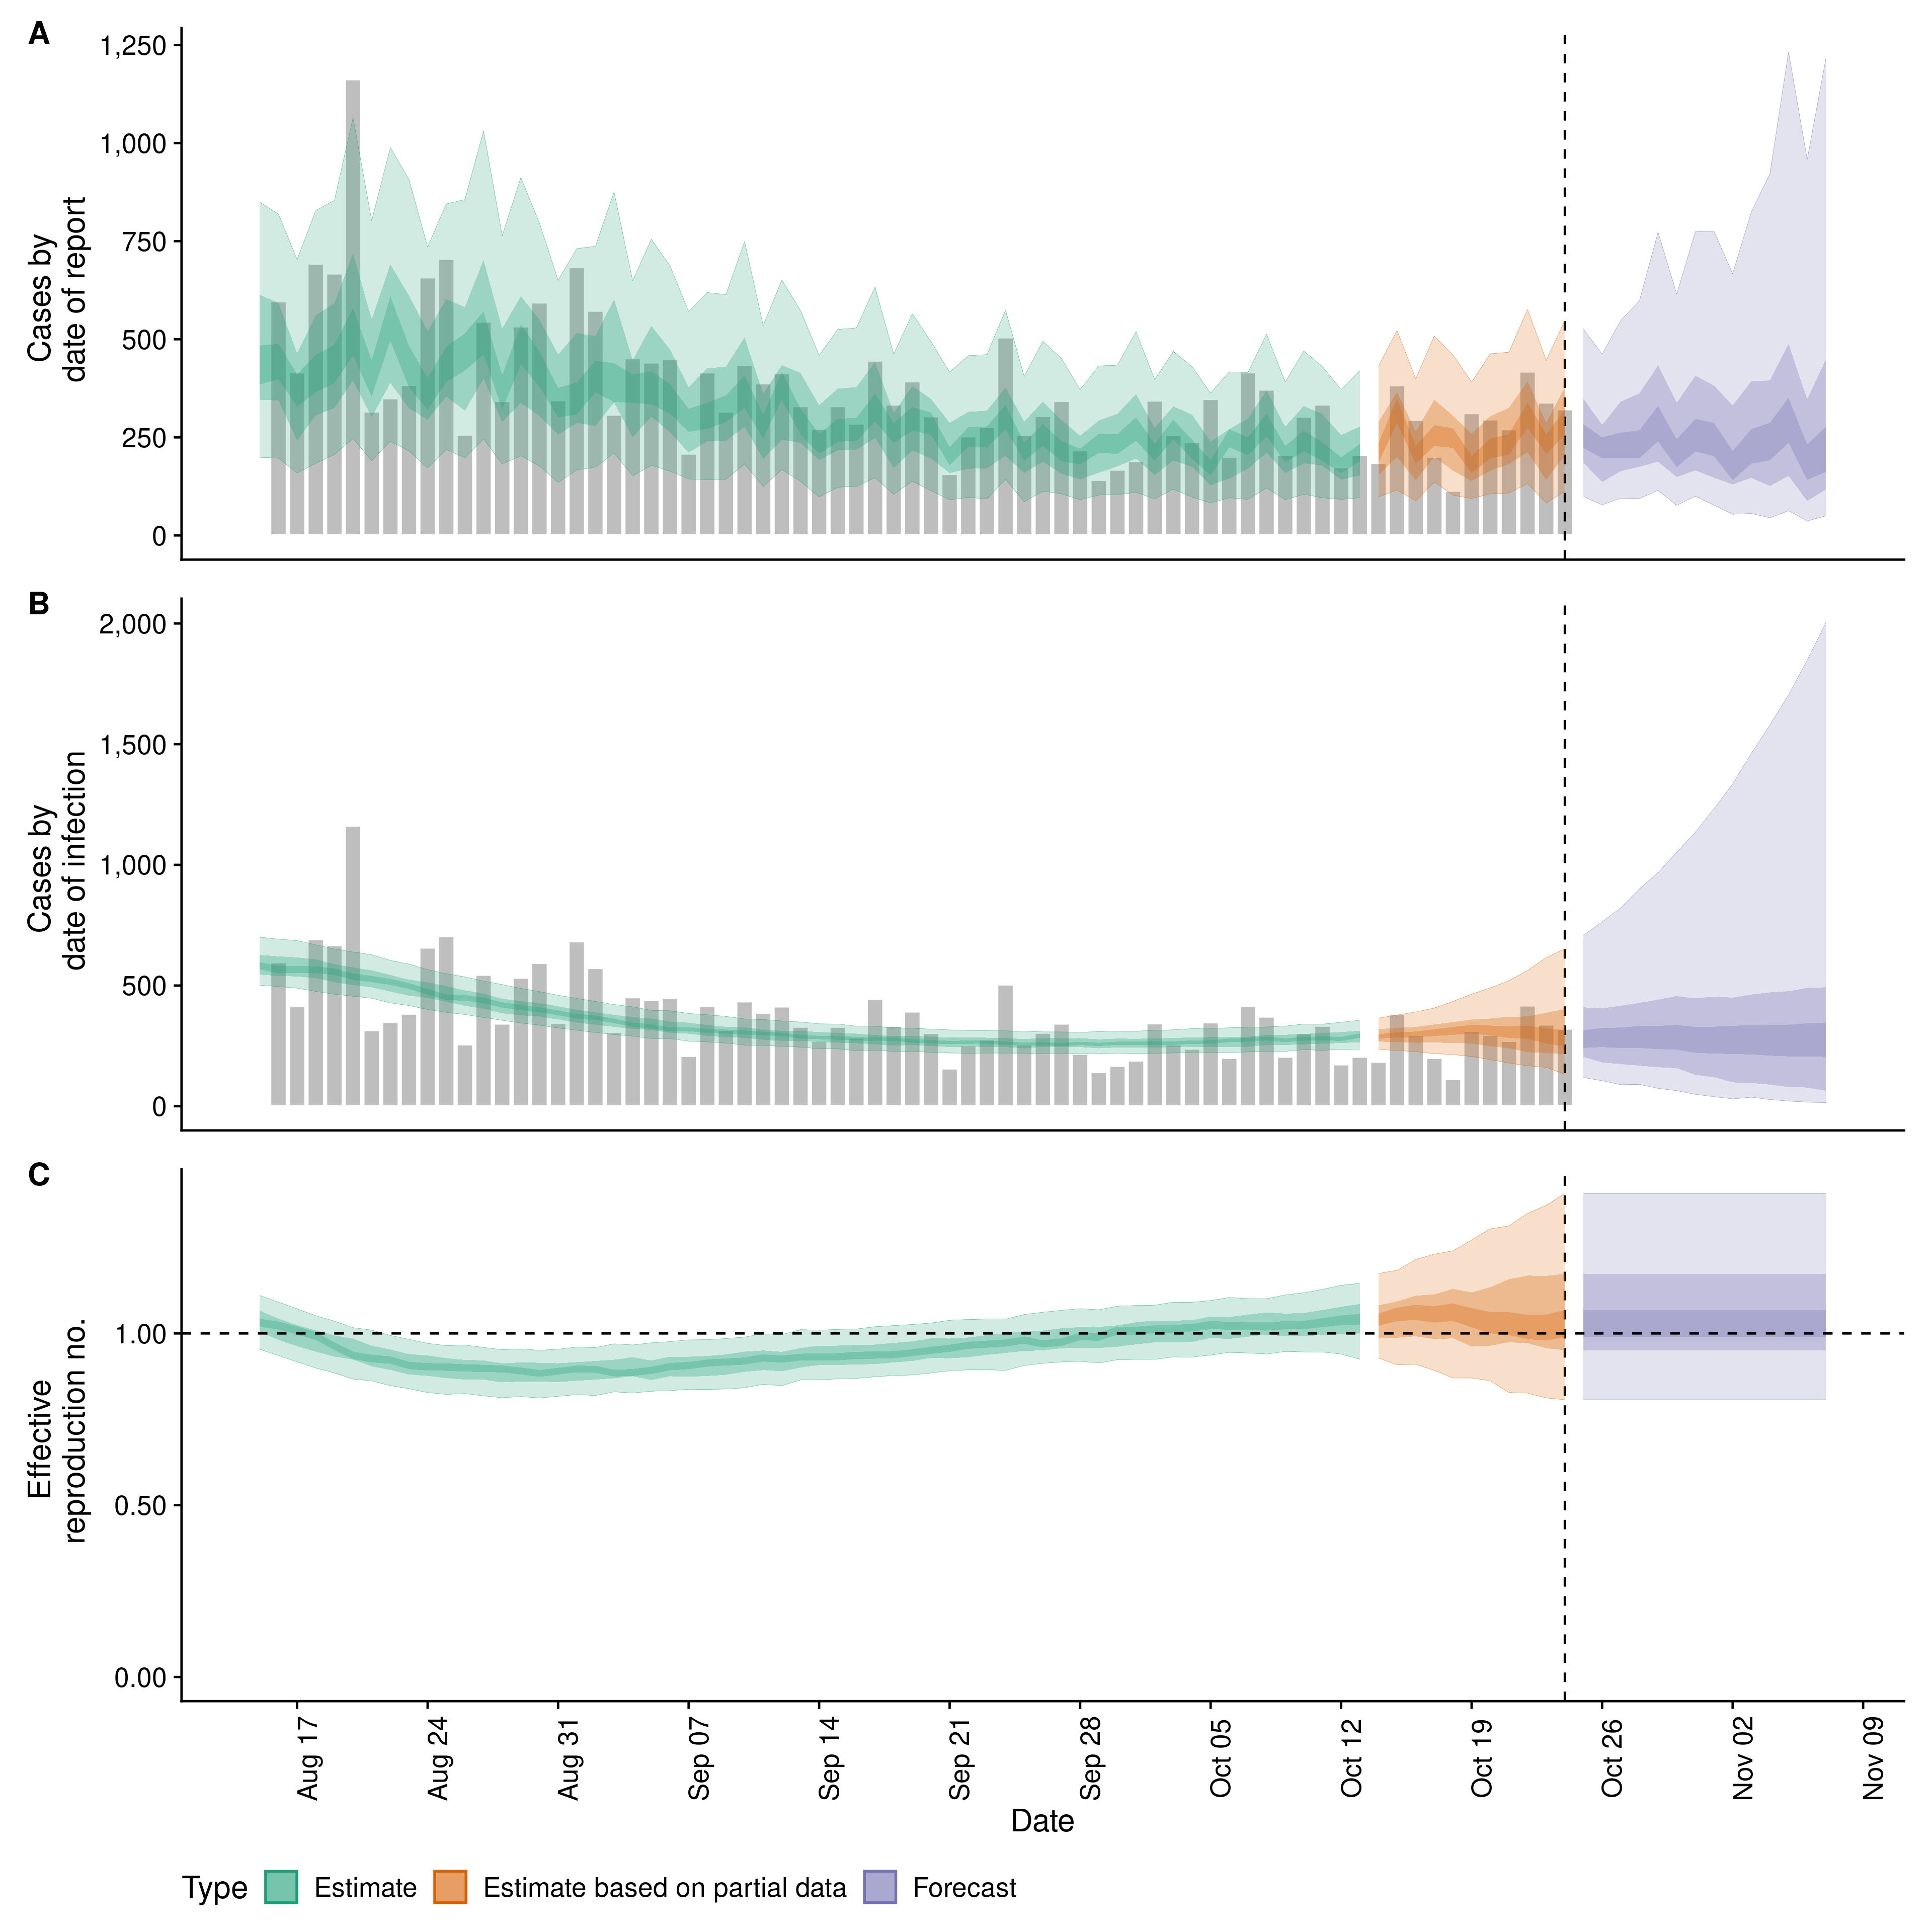 A
Cases by
date of report
1,250
1,000
750
500
250
0
B
Cases by
date of infection
2,000
1,500
1,000
500
0
C
Effective
reproduction no.
1.00
0.50
0.00
Aug 17
Aug 24
Aug 31
Sep 07
Sep 14
Sep 21
Sep 28
Oct 05
Oct 12
Oct 19
Oct 26
Nov 02
Nov 09
Date
Type Estimate Estimate based on partial data Forecast